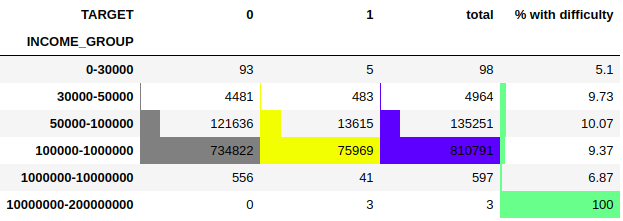 TARGET 0 1 total % with difficulty
INCOME_GROUP
0-30000 93 5 98 5.1
30000-50000 4481 483 4964 9.73
50000-100000 121636 13615 135251 10.07
100000-1000000 734822 75969 810791 9.37
1000000-10000000 556 41 597 6.87
10000000-200000000 0 3 3 100